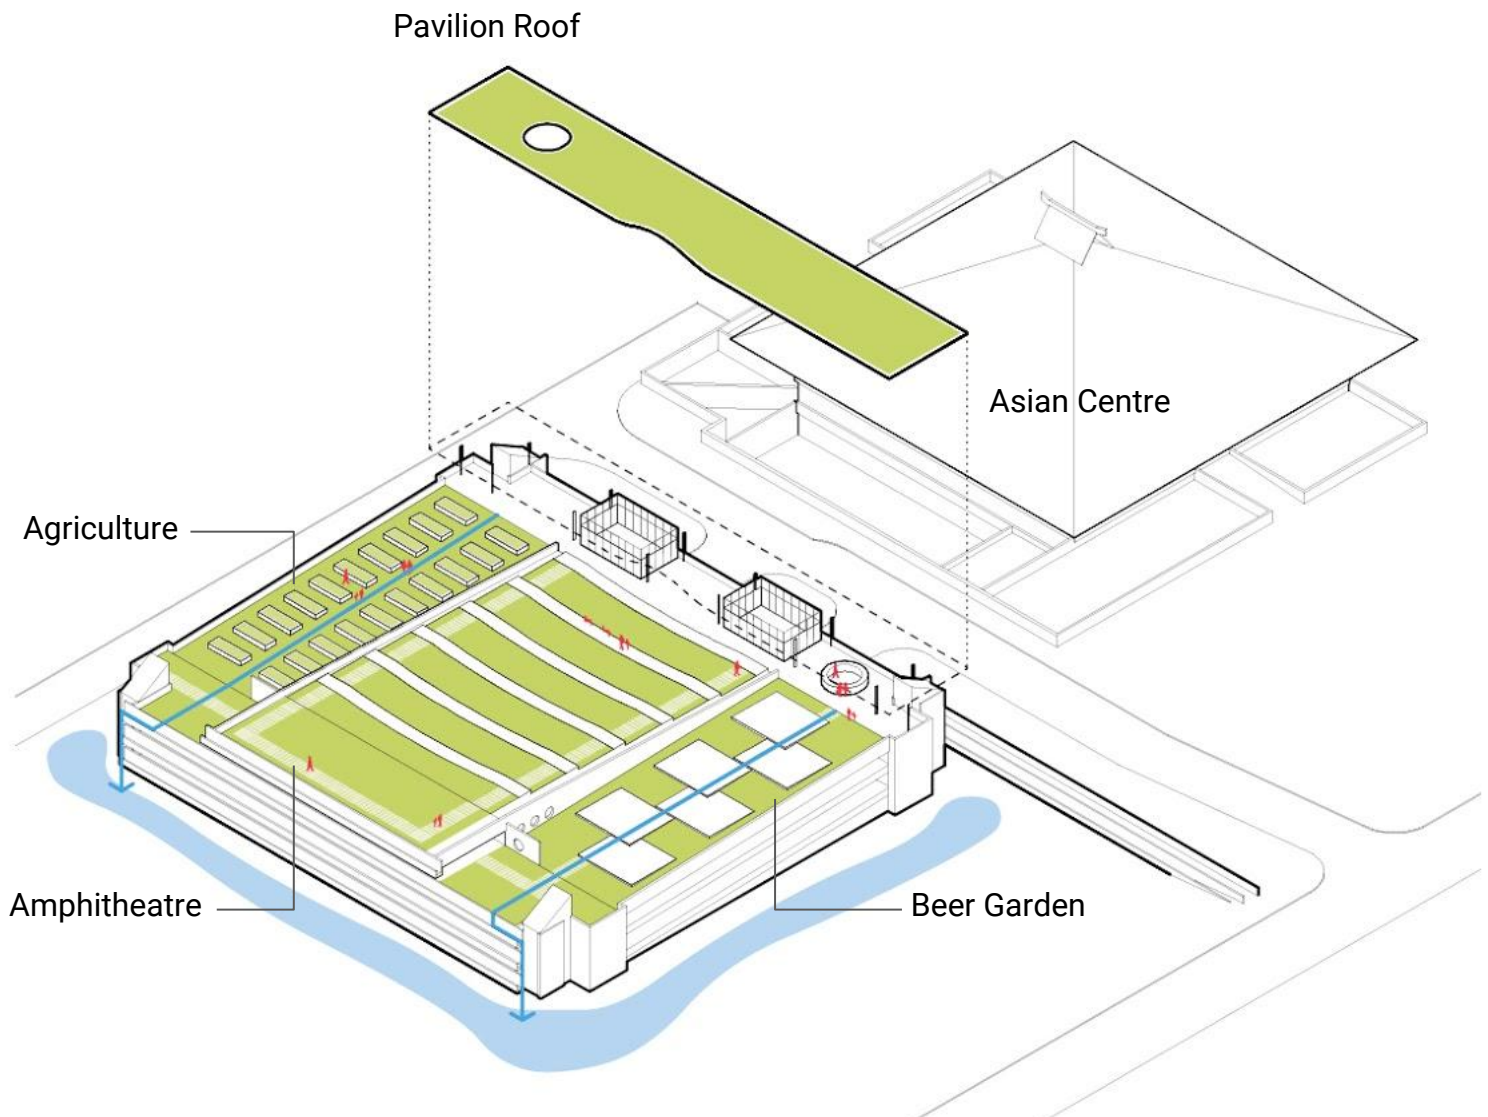 Pavilion Roof
Asian Centre
Agriculture
Amphitheatre
Beer Garden